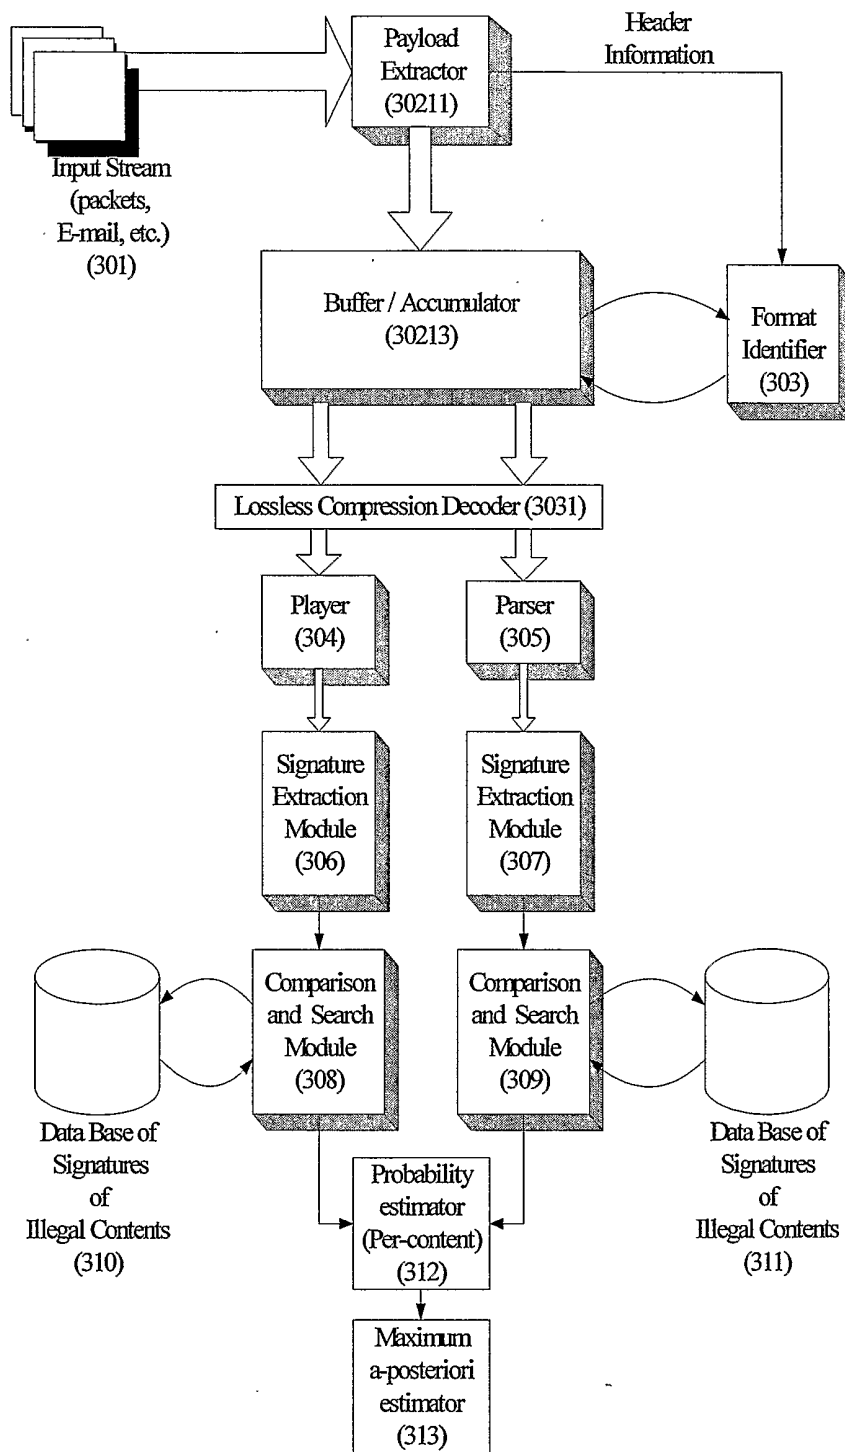 Payload
Extractor
(30211)
Header
Information
Input Stream
(packets,
E-mail, etc.)
(301)
Buffer / Accumulator
(30213)
Format
Identifier
(303)
Lossless Compression Decoder (3031)
Player
(304)
Parser
(305)
Signature
Extraction
Module
(306)
Signature
Extraction
Module
(307)
Comparison
and Search
Module
(308)
Comparison
and Search
Module
(309)
Data Base of
Signatures
of
Illegal Contents
(310)
Data Base of
Signatures
of
Illegal Contents
(311)
Probability
estimator
(Per-content)
(312)
Maximum
a-posteriori
estimator
(313)